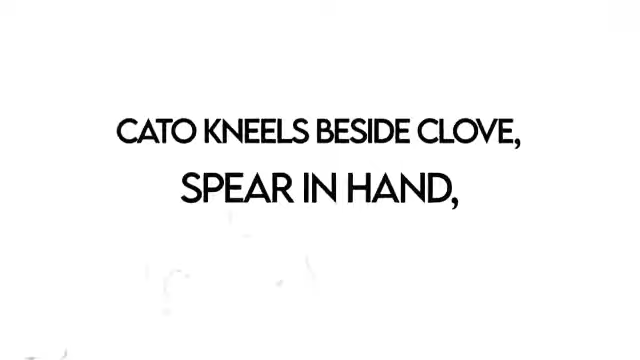 CATO KNEELS BESIDE CLOVE,
SPEAR IN HAND,